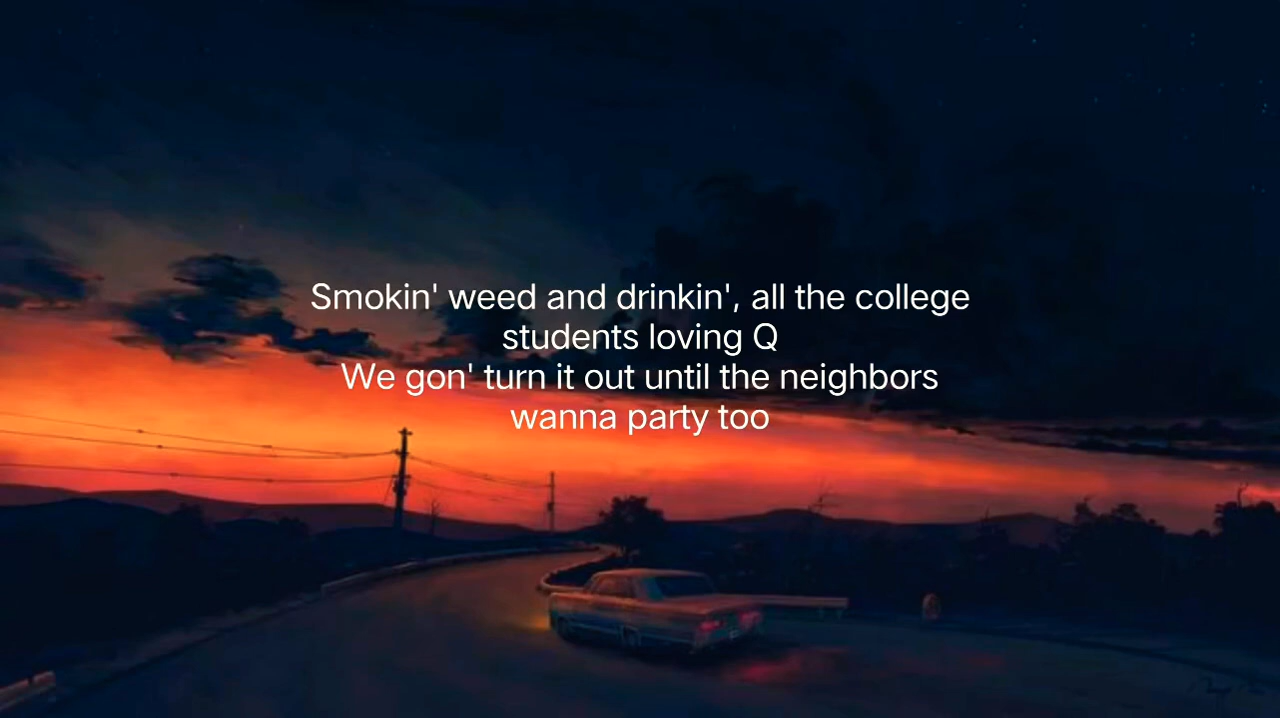 Smokin' weed and drinkin', all the college
students loving Q
We gon' turn it out until the neighbors
wanna party too